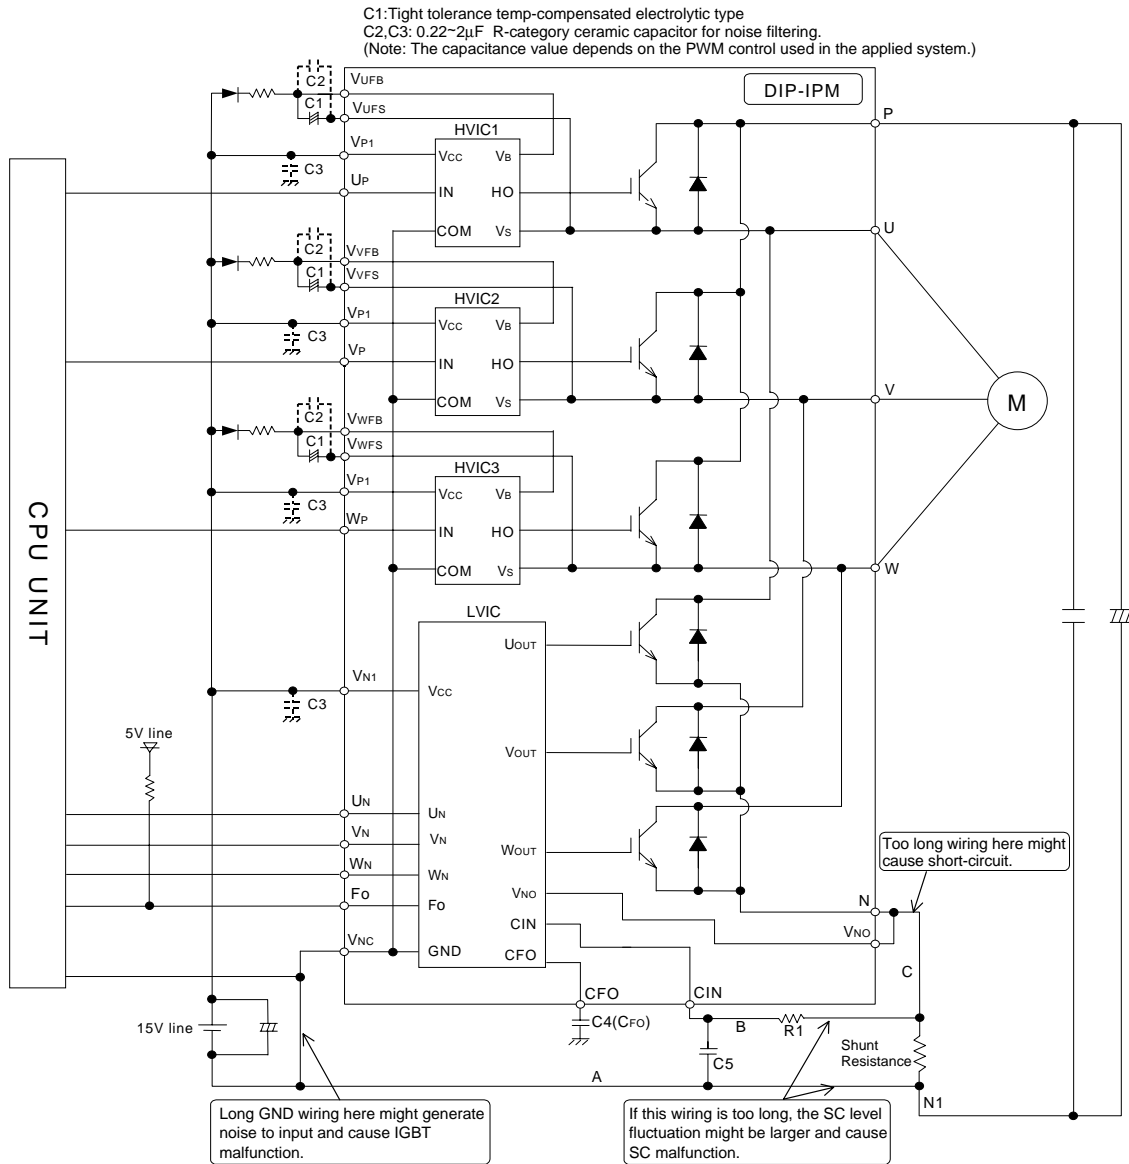 C1:Tight tolerance temp-compensated electrolytic type
C2,C3: 0.22~2μF R-category ceramic capacitor for noise filtering.
(Note: The capacitance value depends on the PWM control used in the applied system.)
DIP-IPM
C2
VUFB
C1
VUFS
P
HVIC1
VP1
C3
VCC
VB
UP
IN
HO
COM
VS
U
C2
VVFB
C1
VVFS
HVIC2
VP1
C3
VCC
VB
VP
IN
HO
COM
VS
V
M
C2
VWFB
C1
VWFS
HVIC3
VP1
C3
VCC
VB
WP
IN
HO
COM
VS
W
CPU UNIT
LVIC
UOUT
VN1
C3
VCC
5V line
VOUT
UN
UN
VN
VN
WN
WN
WOUT
Fo
Fo
VNO
CIN
VNC
GND
CFO
Too long wiring here might
cause short-circuit.
N
VNO
C
CFO
CIN
C4(CFO)
B
R1
15V line
C5
Shunt
Resistance
A
N1
Long GND wiring here might generate
noise to input and cause IGBT
malfunction.
If this wiring is too long, the SC level
fluctuation might be larger and cause
SC malfunction.